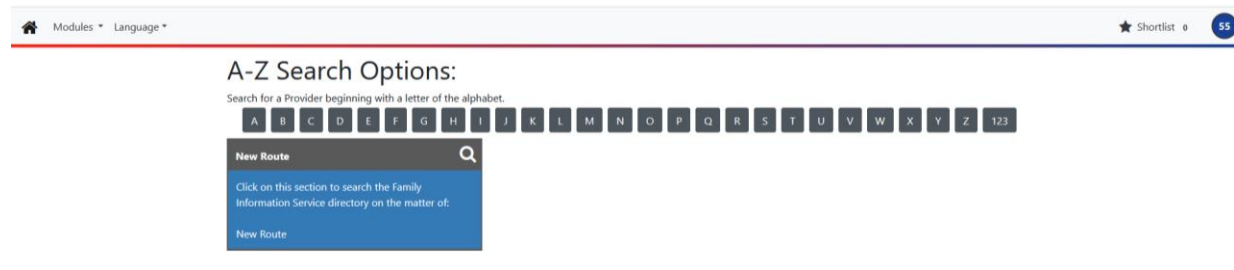 Modules Language Shortlist 0 SS
A-Z Search Options:
Search for a Provider beginning with a letter of the alphabet.
A B C D E F G H I J K L M N O P Q R S T U V W X Y Z 123
New Route
Click on this section to search the Family
Information Service directory on the matter of:
New Route